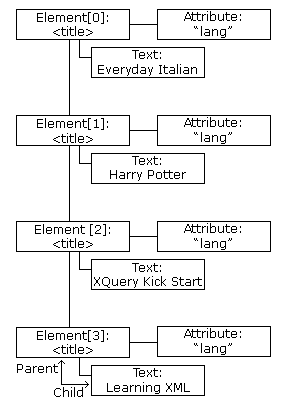 Element[0]:
<title>
Attribute:
“lang”
Text:
Everyday Italian
Element[1]:
<title>
Attribute:
“lang”
Text:
Harry Potter
Element [2]:
<title>
Attribute:
“lang”
Text:
XQuery Kick Start
Element[3]:
<title>
Attribute:
“lang”
Parent
Text:
Learning XML
Child